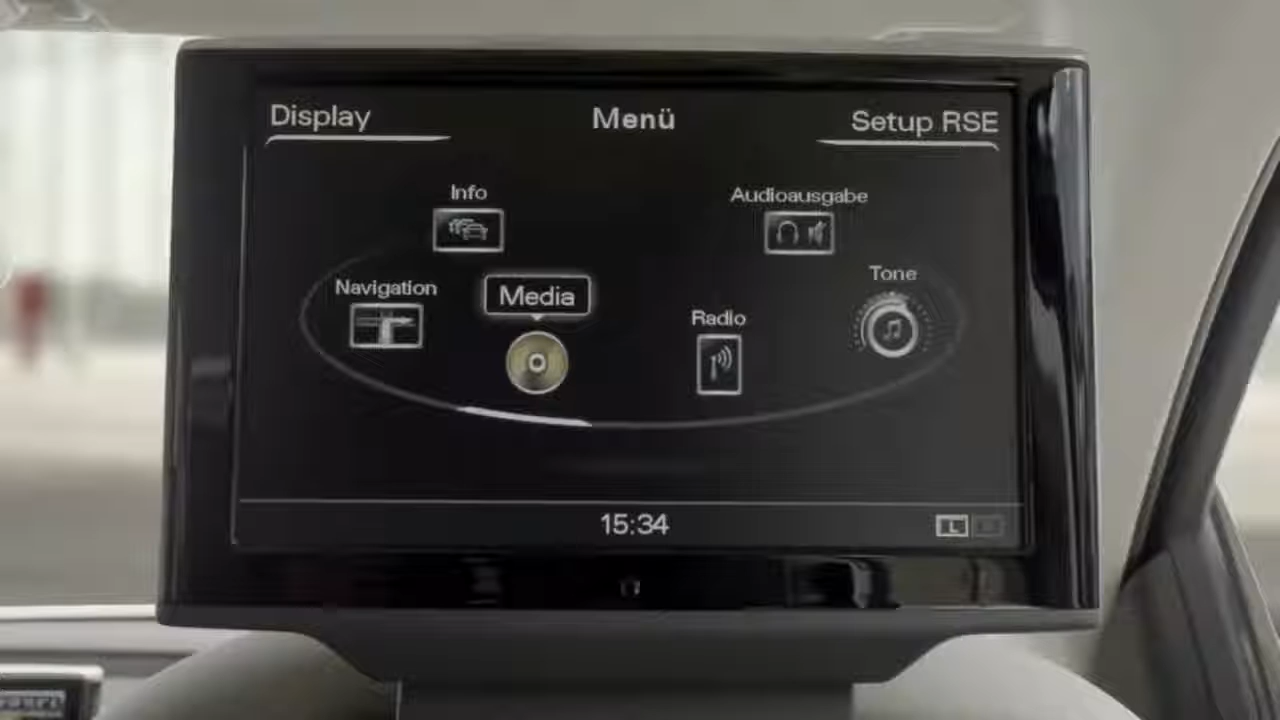 Display
Menü
Setup RSE
Info
Audioausgabe
Navigation
Media
Radio
Tone
15:34
L